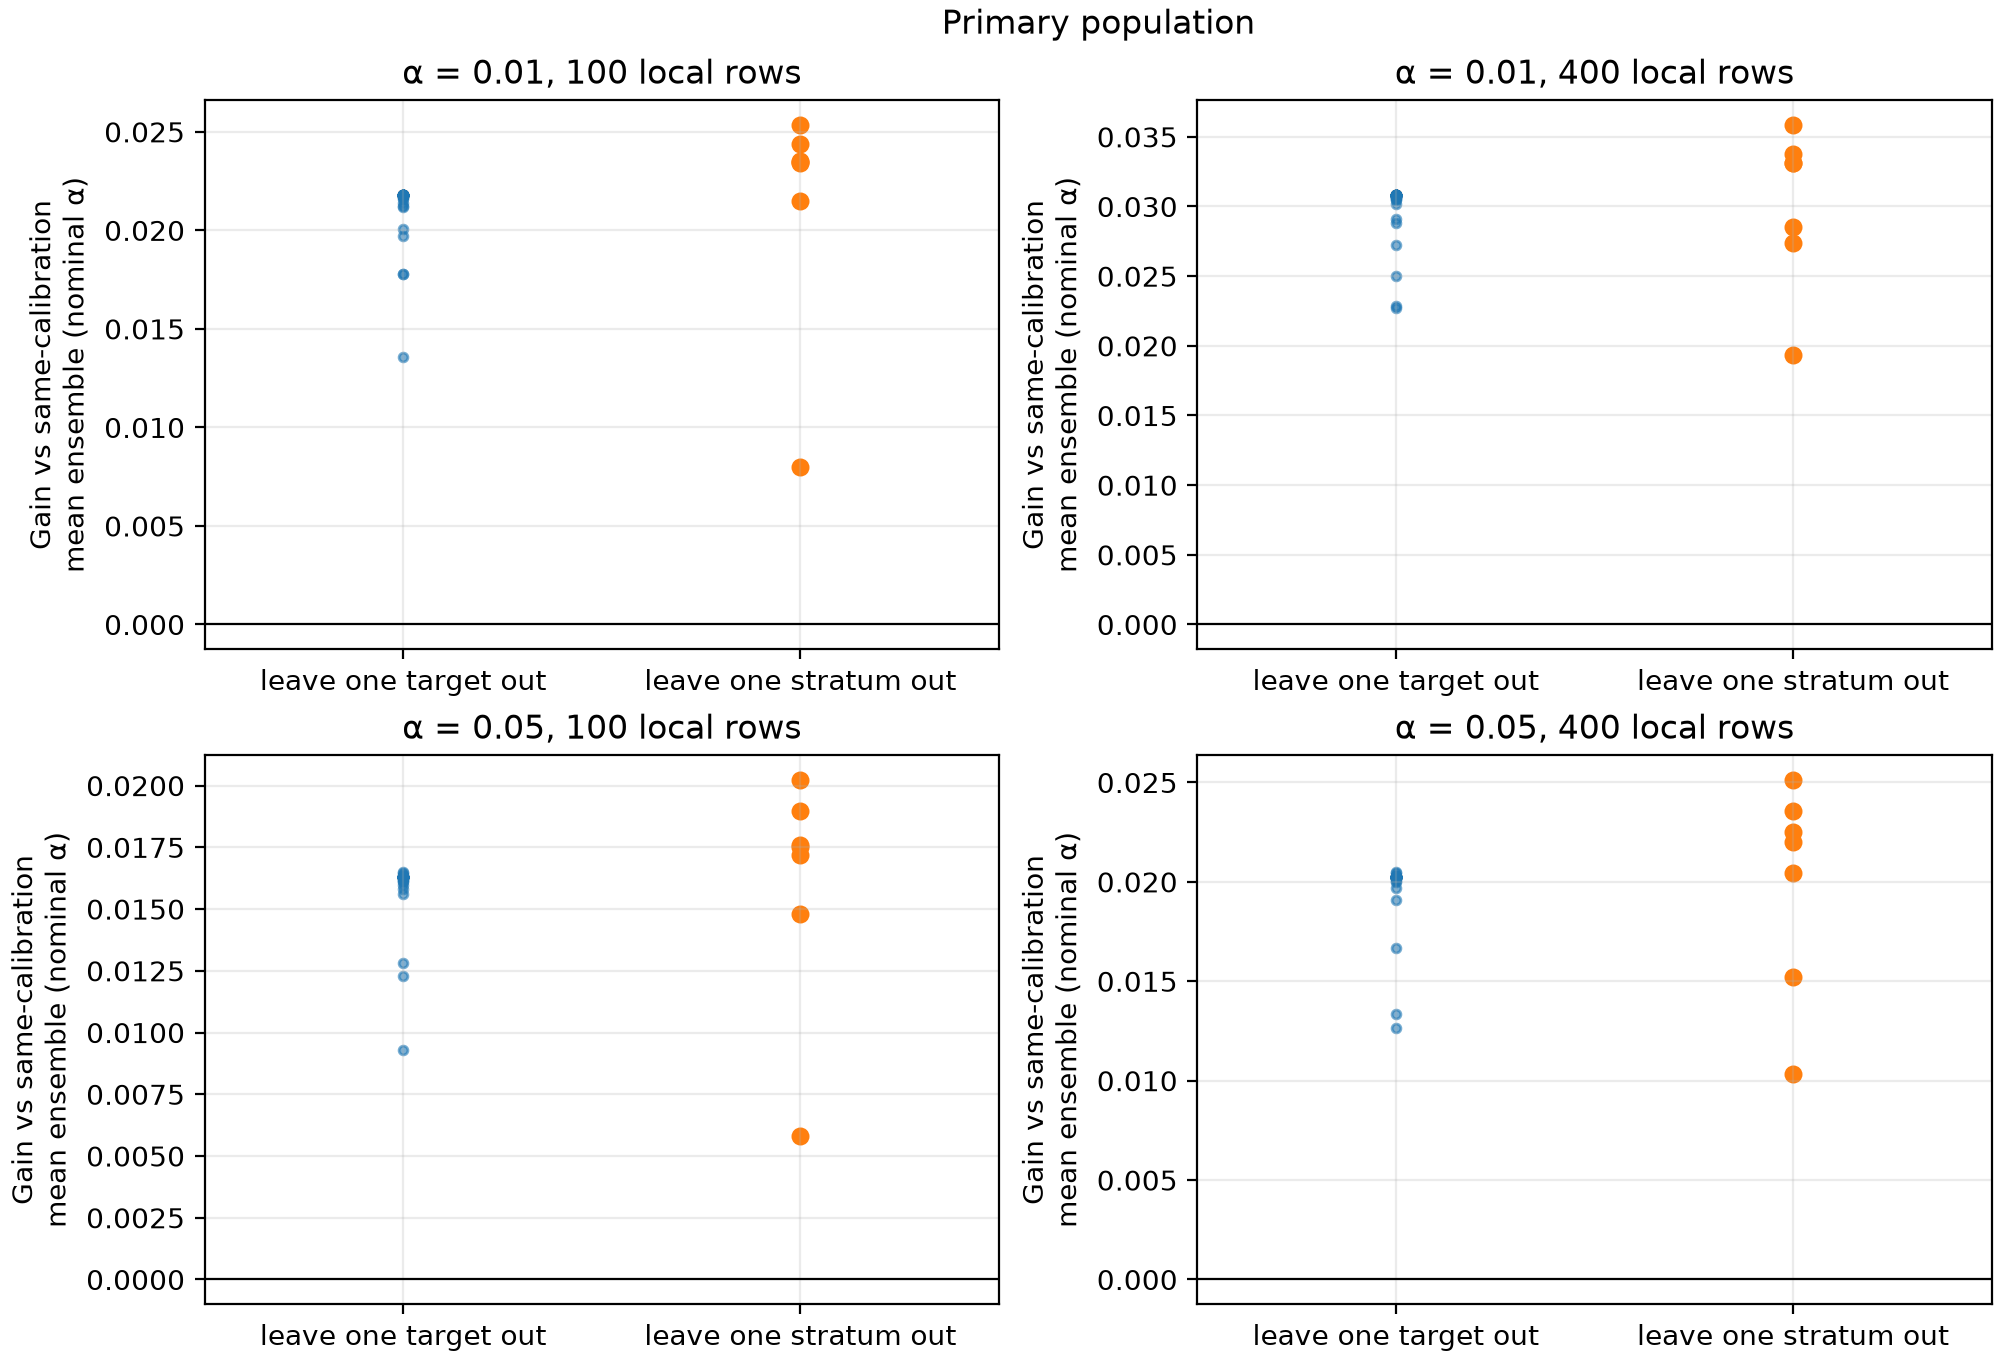 Primary population
α = 0.01, 100 local rows
Gain vs same-calibration
mean ensemble (nominal α)
0.025
0.020
0.015
0.010
0.005
0.000
leave one target out
leave one stratum out
α = 0.01, 400 local rows
Gain vs same-calibration
mean ensemble (nominal α)
0.035
0.030
0.025
0.020
0.015
0.010
0.005
0.000
leave one target out
leave one stratum out
α = 0.05, 100 local rows
Gain vs same-calibration
mean ensemble (nominal α)
0.0200
0.0175
0.0150
0.0125
0.0100
0.0075
0.0050
0.0025
0.0000
leave one target out
leave one stratum out
α = 0.05, 400 local rows
Gain vs same-calibration
mean ensemble (nominal α)
0.025
0.020
0.015
0.010
0.005
0.000
leave one target out
leave one stratum out